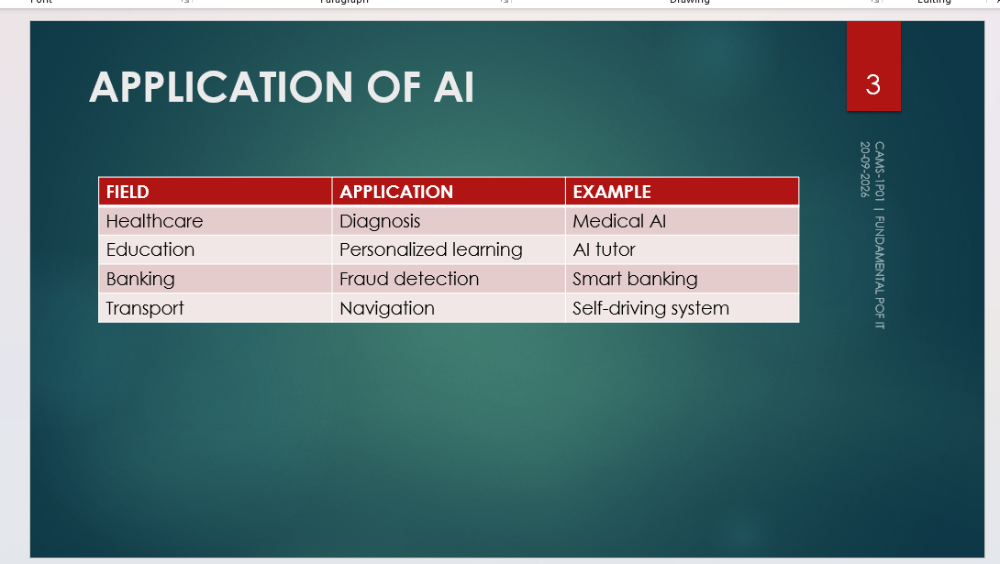 Font Paragraph Drawing Editing
APPLICATION OF AI
3
FIELD APPLICATION EXAMPLE
Healthcare Diagnosis Medical AI
Education Personalized learning AI tutor
Banking Fraud detection Smart banking
Transport Navigation Self-driving system
CAMS-1P01 | FUNDAMENTAL POF IT
20-09-2026